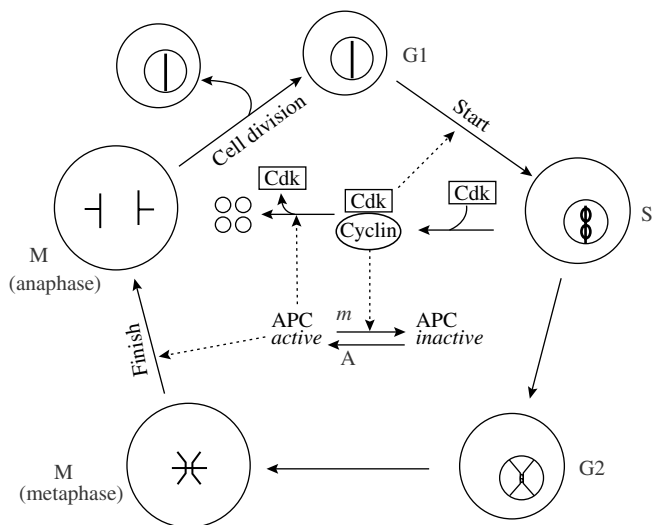 G1
Start
Cell division
Cdk
Cdk
Cdk
Cyclin
S
M
(anaphase)
APC
active
m
A
APC
inactive
Finish
M
(metaphase)
G2